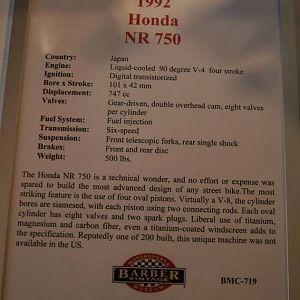 1992
Honda
NR 750
Country: Japan
Engine: Liquid-cooled 90 degree V-4 four stroke
Ignition: Digital transistorized
Bore x Stroke: 101 x 42 mm
Displacement: 747 cc
Valves: Gear-driven, double overhead cam, eight valves
per cylinder
Fuel System: Fuel injection
Transmission: Six-speed
Suspension: Front telescopic forks, rear single shock
Brakes: Front and rear disc
Weight: 500 lbs.
The Honda NR 750 is a technical wonder, and no effort or expense was
spared to build the most advanced design of any street bike.The most
striking feature is the use of four oval pistons. Virtually a V-8, the cylinder
bores are siamesed, with each piston using two connecting rods. Each oval
cylinder has eight valves and two spark plugs. Liberal use of titanium,
magnesium and carbon fiber, even a titanium-coated windscreen adds to
the specification. Reputedly one of 200 built, this unique machine was not
available in the US.
MOTORSPORTS
BARBER
VINTAGE
MUSEUM
BMC-719